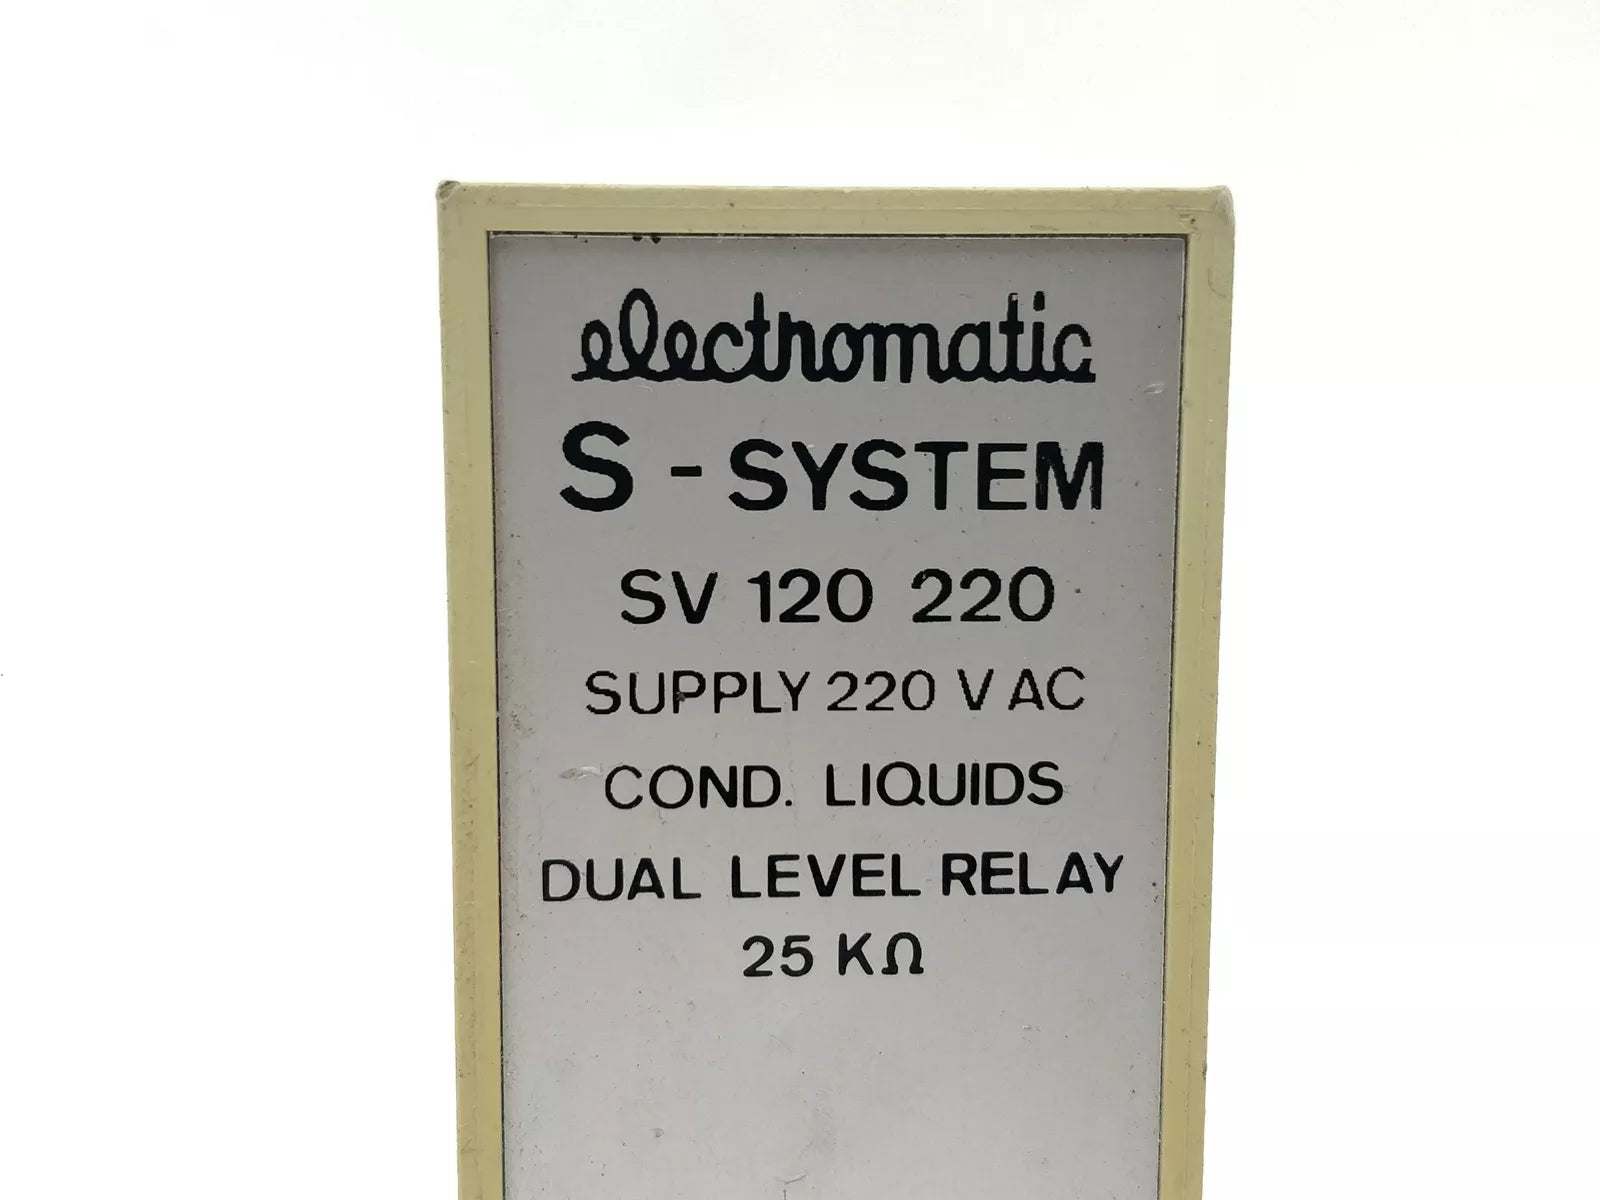 electromatic
S - SYSTEM
SV 120 220
SUPPLY 220 V AC
COND. LIQUIDS
DUAL LEVEL RELAY
25 KΩ